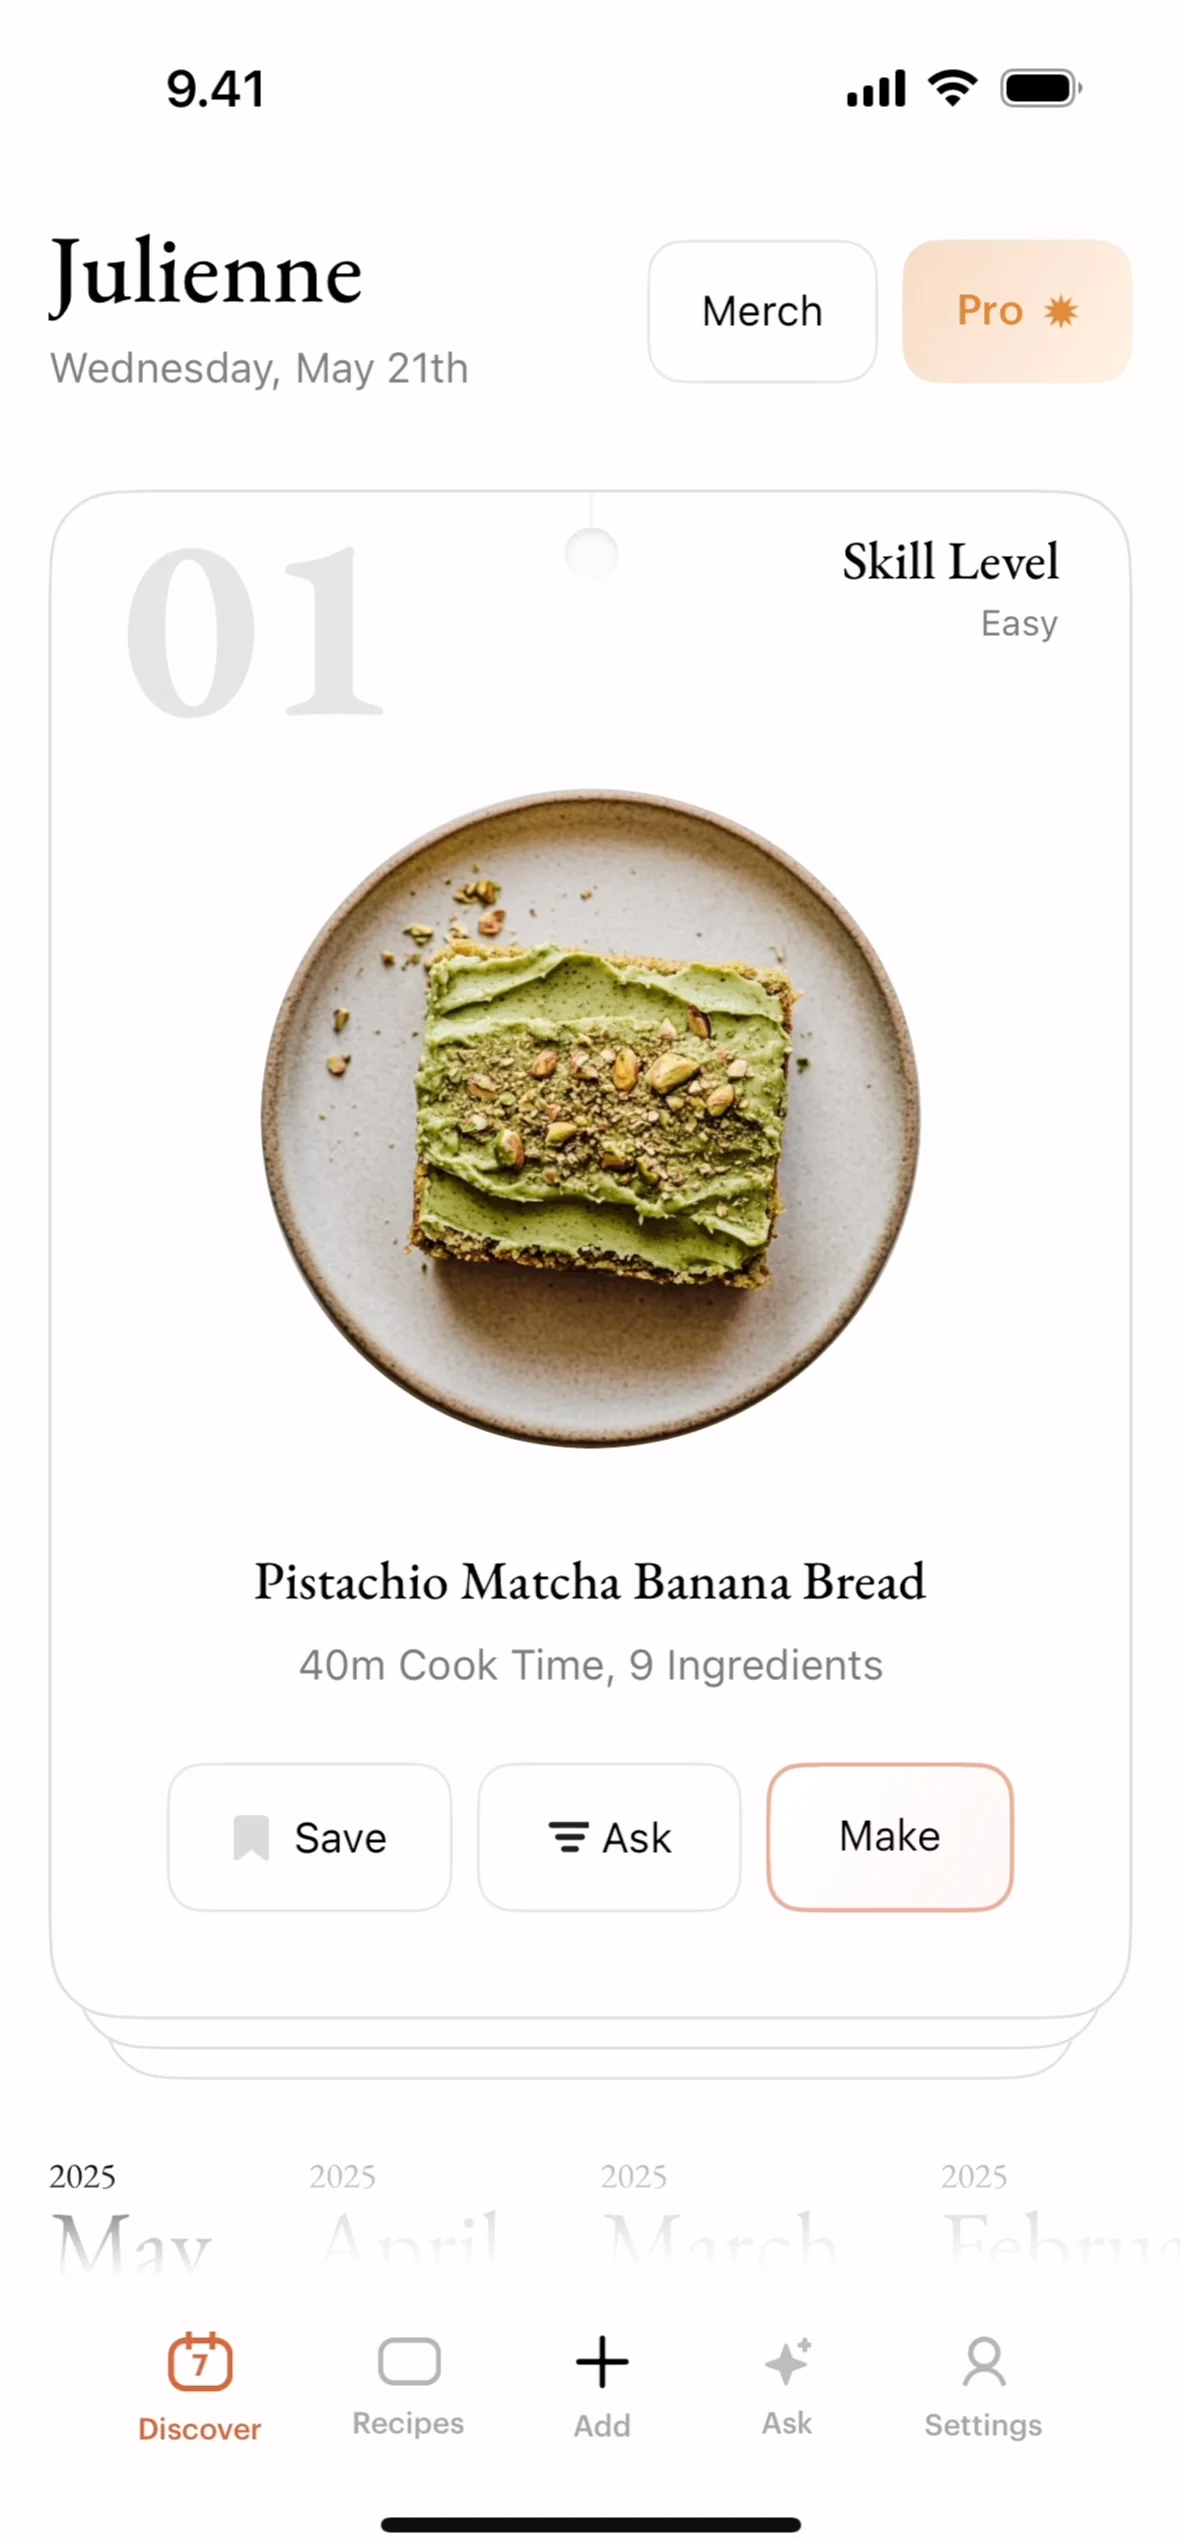 9.41
Julienne
Wednesday, May 21th
Merch
Pro
01
Skill Level
Easy
Pistachio Matcha Banana Bread
40m Cook Time, 9 Ingredients
Save
Ask
Make
2025
May
2025
April
2025
March
2025
Februa
7
Discover
Recipes
Add
Ask
Settings